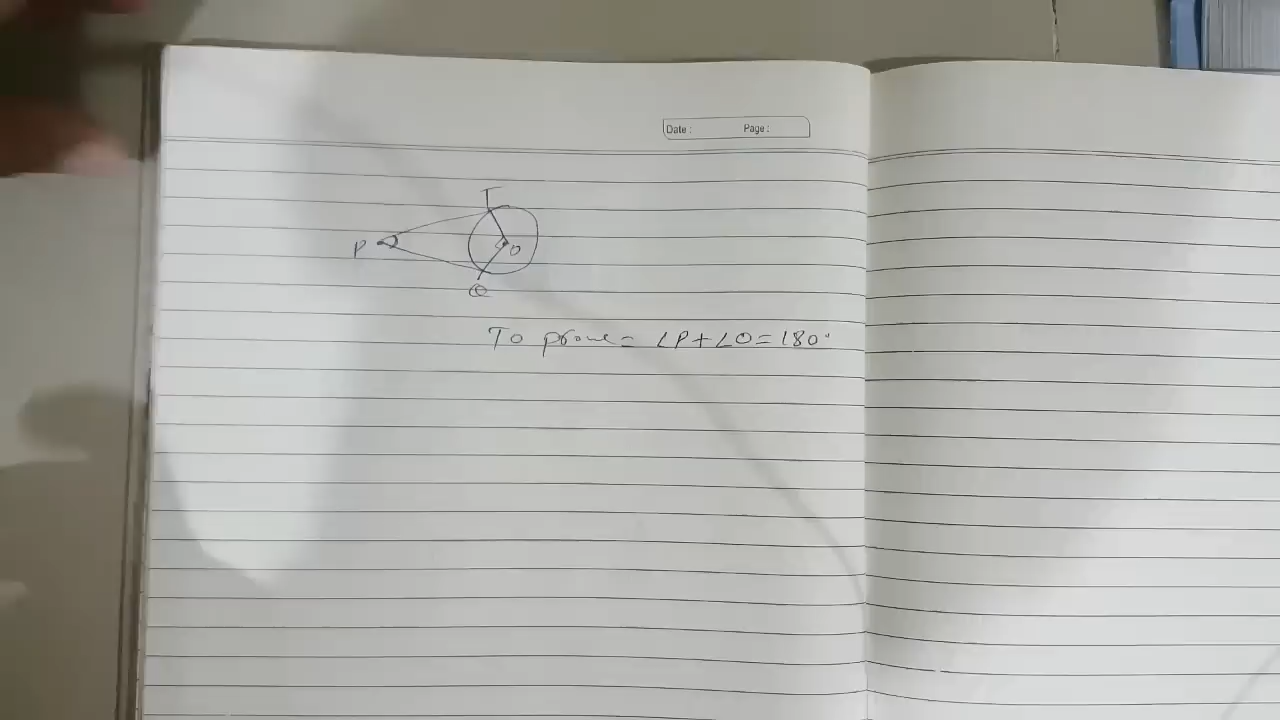 Date : Page :
T
P
O
Q
To prove = ∠P+∠O=180°